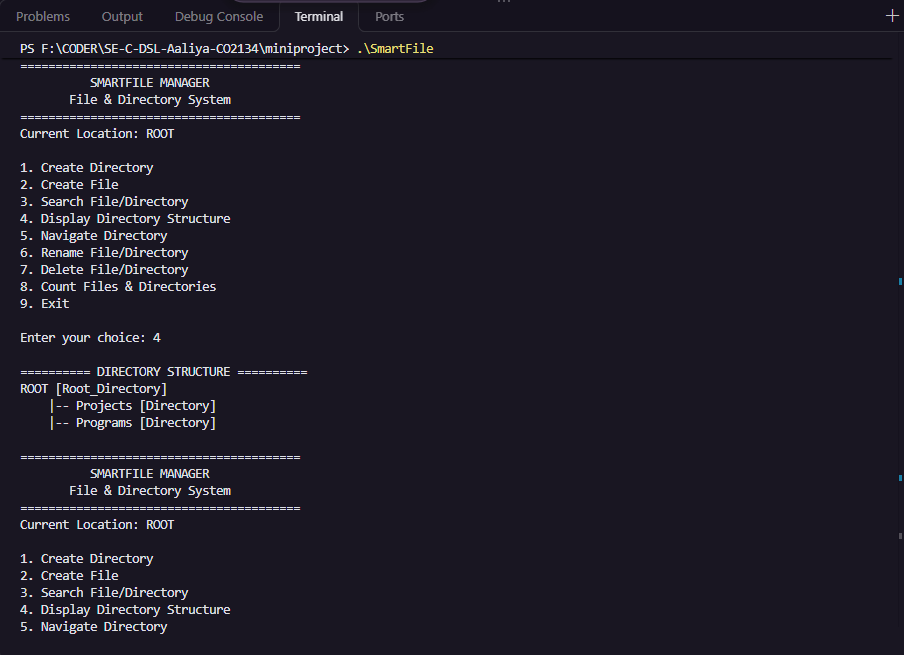 Problems Output Debug Console Terminal Ports
PS F:\CODER\SE-C-DSL-Aaliya-CO2134\miniproject> .\SmartFile
========================================
SMARTFILE MANAGER
File & Directory System
========================================
Current Location: ROOT
1. Create Directory
2. Create File
3. Search File/Directory
4. Display Directory Structure
5. Navigate Directory
6. Rename File/Directory
7. Delete File/Directory
8. Count Files & Directories
9. Exit
Enter your choice: 4
========== DIRECTORY STRUCTURE ==========
ROOT [Root_Directory]
|-- Projects [Directory]
|-- Programs [Directory]
========================================
SMARTFILE MANAGER
File & Directory System
========================================
Current Location: ROOT
1. Create Directory
2. Create File
3. Search File/Directory
4. Display Directory Structure
5. Navigate Directory